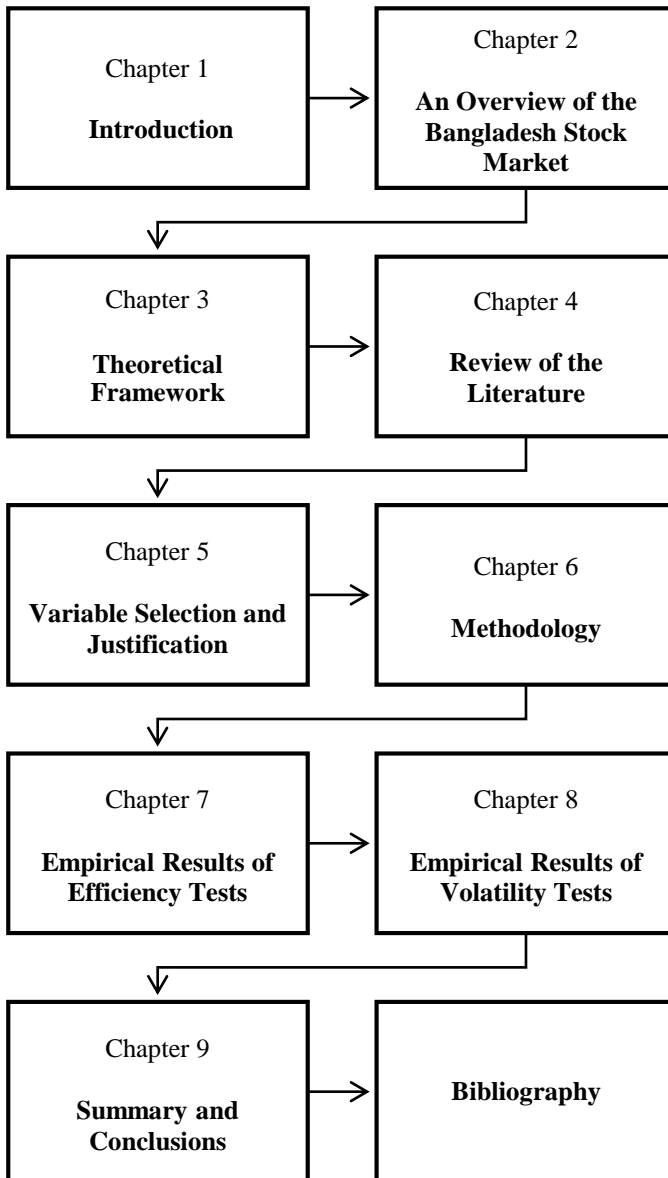 Chapter 1
Introduction
Chapter 2
An Overview of the
Bangladesh Stock
Market
Chapter 3
Theoretical
Framework
Chapter 4
Review of the
Literature
Chapter 5
Variable Selection and
Justification
Chapter 6
Methodology
Chapter 7
Empirical Results of
Efficiency Tests
Chapter 8
Empirical Results of
Volatility Tests
Chapter 9
Summary and
Conclusions
Bibliography